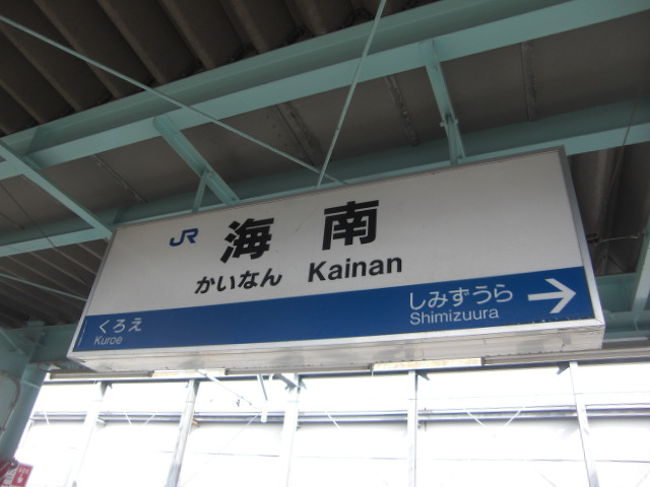 JR 海南
かいなん Kainan
くろえ
Kuroe
しみずうら →
Shimizuura